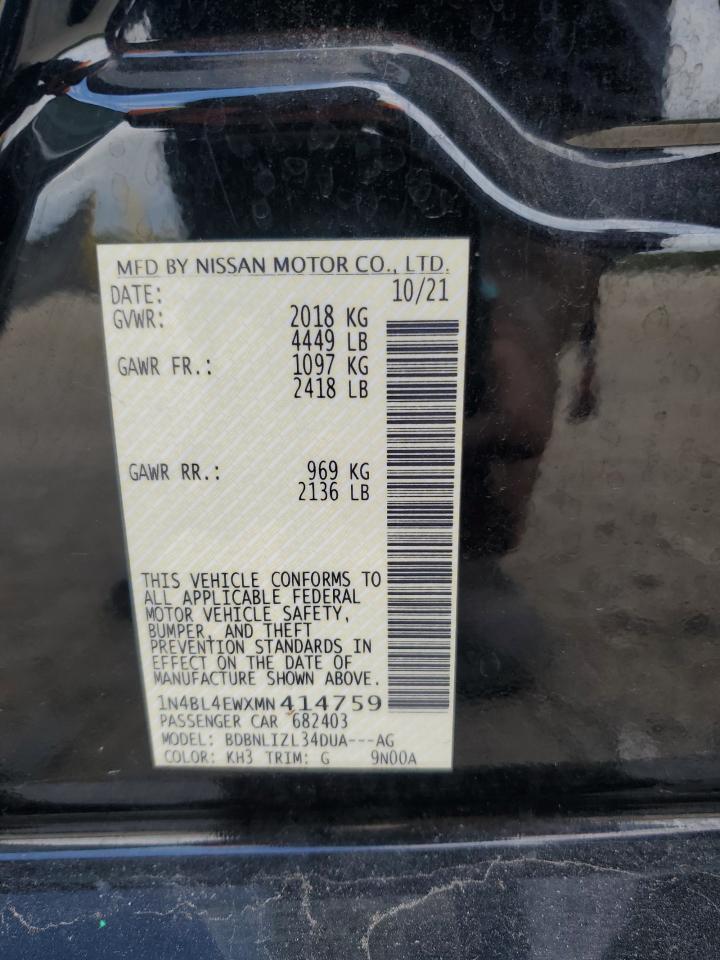 MFD BY NISSAN MOTOR CO., LTD.
DATE: 10/21
GVWR: 2018 KG
4449 LB
GAWR FR.: 1097 KG
2418 LB
GAWR RR.: 969 KG
2136 LB
THIS VEHICLE CONFORMS TO
ALL APPLICABLE FEDERAL
MOTOR VEHICLE SAFETY,
BUMPER, AND THEFT
PREVENTION STANDARDS IN
EFFECT ON THE DATE OF
MANUFACTURE SHOWN ABOVE.
1N4BL4EWXMN414759
PASSENGER CAR 682403
MODEL: BDBNLIZL34DUA---AG
COLOR: KH3 TRIM: G 9N00A